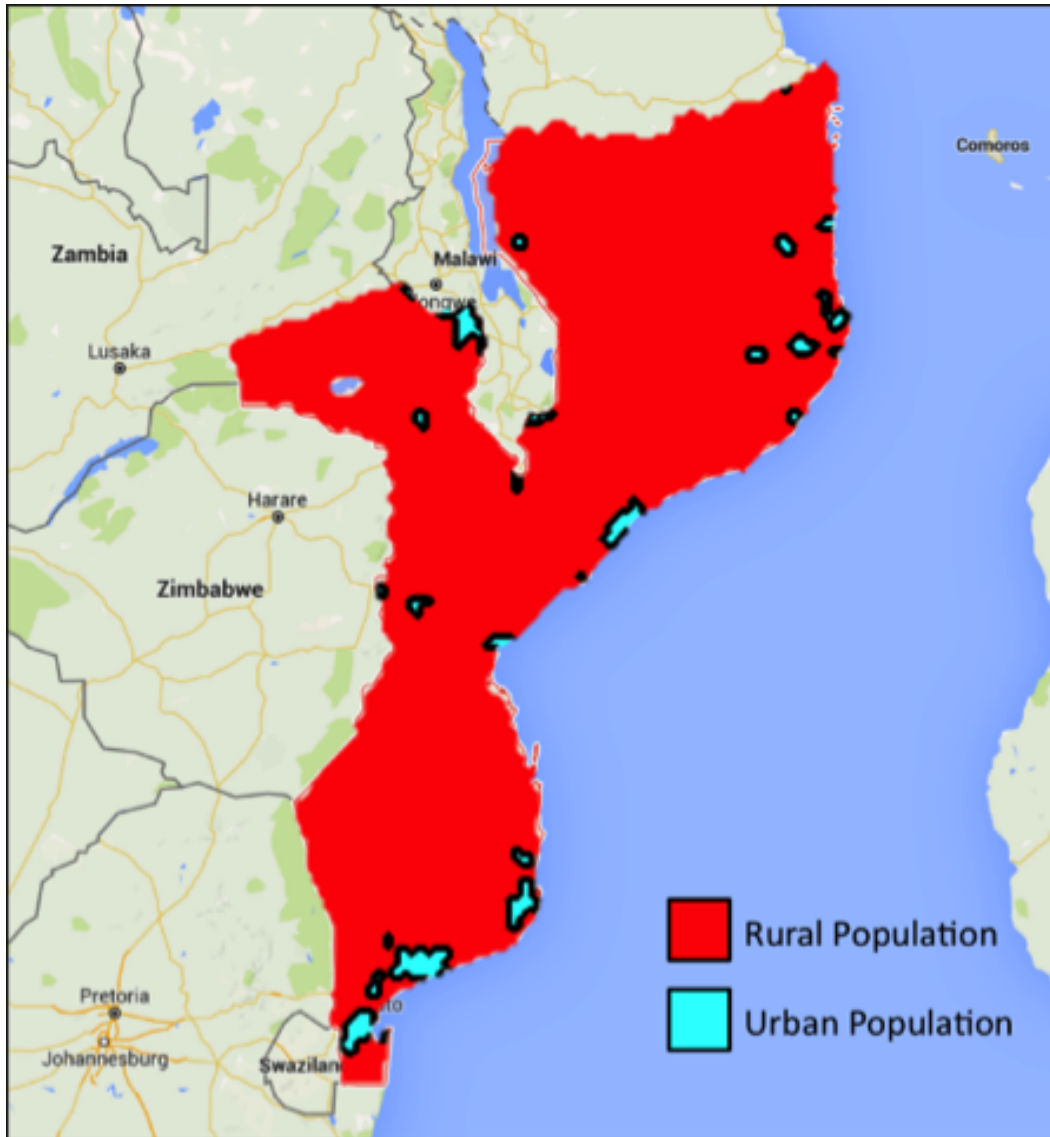 Comoros
Zambia
Malawi
Lusaka
Harare
Zimbabwe
Rural Population
Pretoria
Urban Population
Johannesburg